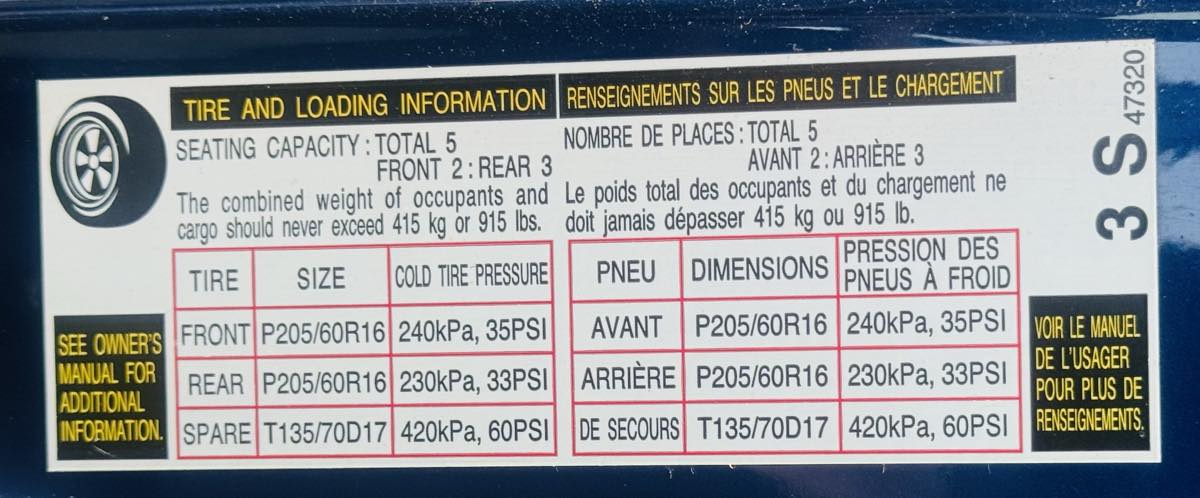 TIRE AND LOADING INFORMATION
SEATING CAPACITY : TOTAL 5
FRONT 2 : REAR 3
The combined weight of occupants and
cargo should never exceed 415 kg or 915 lbs.
TIRE SIZE COLD TIRE PRESSURE
FRONT P205/60R16 240kPa, 35PSI
REAR P205/60R16 230kPa, 33PSI
SPARE T135/70D17 420kPa, 60PSI
SEE OWNER'S
MANUAL FOR
ADDITIONAL
INFORMATION.
RENSEIGNEMENTS SUR LES PNEUS ET LE CHARGEMENT
NOMBRE DE PLACES : TOTAL 5
AVANT 2 : ARRIÈRE 3
Le poids total des occupants et du chargement ne
doit jamais dépasser 415 kg ou 915 lb.
PNEU DIMENSIONS PRESSION DES
PNEUS À FROID
AVANT P205/60R16 240kPa, 35PSI
ARRIÈRE P205/60R16 230kPa, 33PSI
DE SECOURS T135/70D17 420kPa, 60PSI
VOIR LE MANUEL
DE L'USAGER
POUR PLUS DE
RENSEIGNEMENTS.
3 S 47320